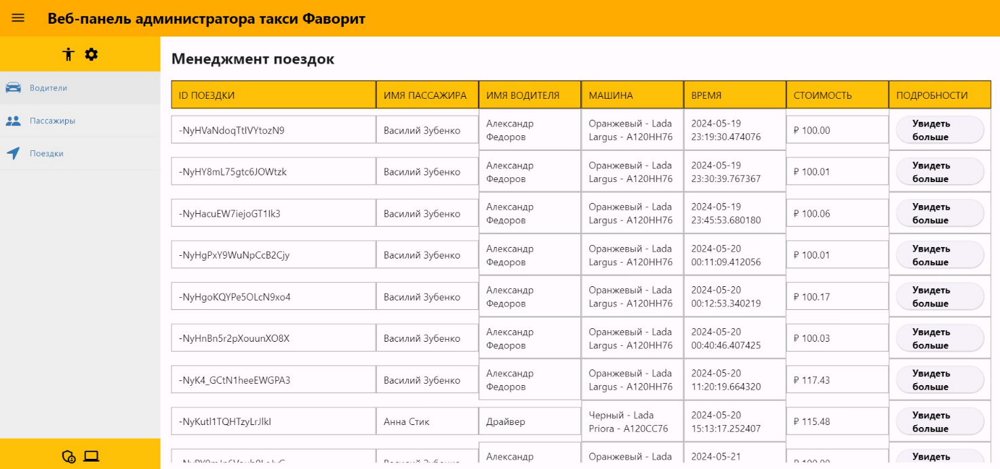 Веб-панель администратора такси Фаворит
Менеджмент поездок
Водители
Пассажиры
Поездки
ID ПОЕЗДКИ ИМЯ ПАССАЖИРА ИМЯ ВОДИТЕЛЯ МАШИНА ВРЕМЯ СТОИМОСТЬ ПОДРОБНОСТИ
-NyHVaNdoqTtIVYtozN9 Василий Зубенко Александр Федоров Оранжевый - Lada Largus - A120HH76 2024-05-19 23:19:30.474076 ₽ 100.00 Увидеть больше
-NyHY8mL75gtc6JOWtzk Василий Зубенко Александр Федоров Оранжевый - Lada Largus - A120HH76 2024-05-19 23:30:39.767367 ₽ 100.01 Увидеть больше
-NyHacuEW7iejoGT1Ik3 Василий Зубенко Александр Федоров Оранжевый - Lada Largus - A120HH76 2024-05-19 23:45:53.680180 ₽ 100.06 Увидеть больше
-NyHgPxY9WuNpCcB2Cjy Василий Зубенко Александр Федоров Оранжевый - Lada Largus - A120HH76 2024-05-20 00:11:09.412056 ₽ 100.01 Увидеть больше
-NyHgoKQYPe5OLcN9xo4 Василий Зубенко Александр Федоров Оранжевый - Lada Largus - A120HH76 2024-05-20 00:12:53.340219 ₽ 100.17 Увидеть больше
-NyHnBn5r2pXouunXO8X Василий Зубенко Александр Федоров Оранжевый - Lada Largus - A120HH76 2024-05-20 00:40:46.407425 ₽ 100.03 Увидеть больше
-NyK4_GCtN1heeEWGPA3 Василий Зубенко Александр Федоров Оранжевый - Lada Largus - A120HH76 2024-05-20 11:20:19.664320 ₽ 117.43 Увидеть больше
-NyKutl1TQHTzyLrJlkI Анна Стик Драйвер Черный - Lada Priora - A120CC76 2024-05-20 15:13:17.252407 ₽ 115.48 Увидеть больше
Александр Оранжевый - Lada 2024-05-21 Увидеть